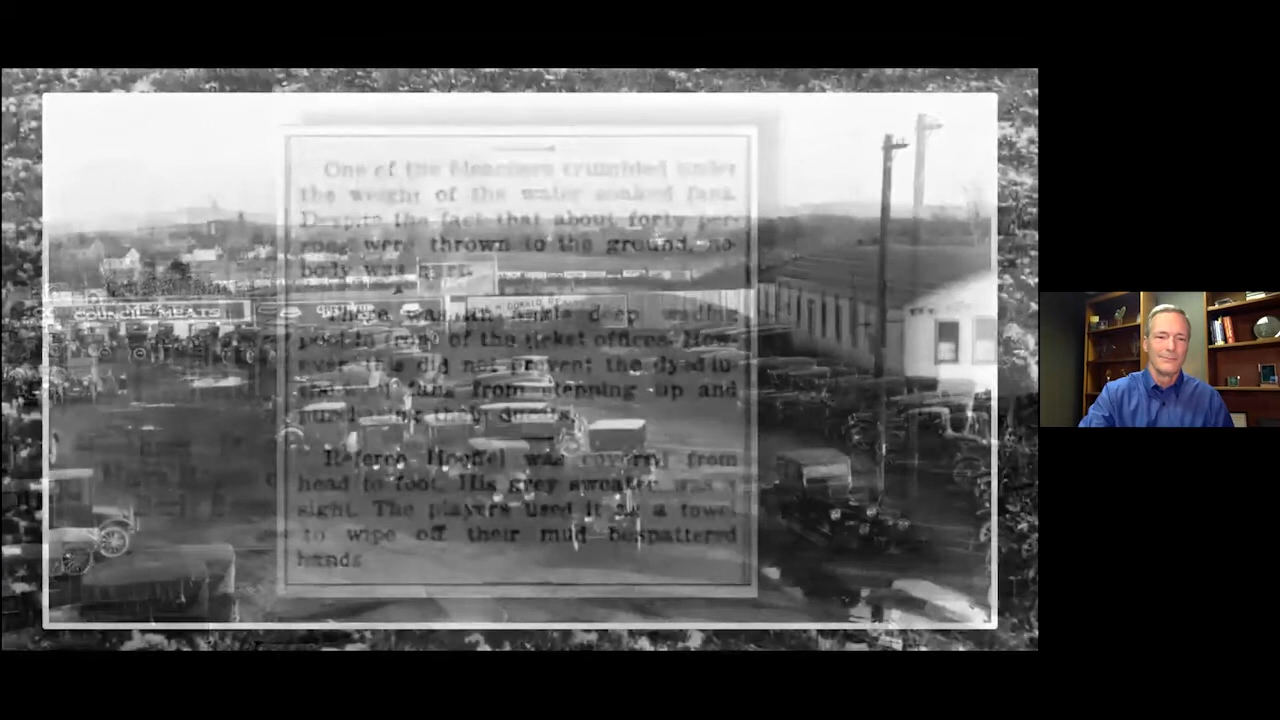 One of the bleachers crumbled under
the weight of the water soaked fans.
Despite the fact that about forty per-
sons were thrown to the ground, no-
body was hurt.
COUNCIL MEATS
There was an ankle deep wading
pool in front of the ticket offices. How-
ever this did not prevent the dyed-in-
fans from stepping up and
Referee was covered from
head to foot. His grey sweater was a
sight. The players used it as a towel
to wipe off their mud bespattered
hands